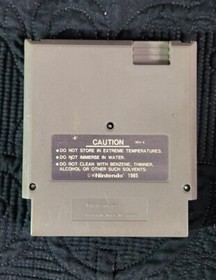 CAUTION
• DO NOT STORE IN EXTREME TEMPERATURES.
• DO NOT IMMERSE IN WATER.
• DO NOT CLEAN WITH BENZENE, THINNER,
ALCOHOL OR OTHER SUCH SOLVENTS.
©Nintendo 1985